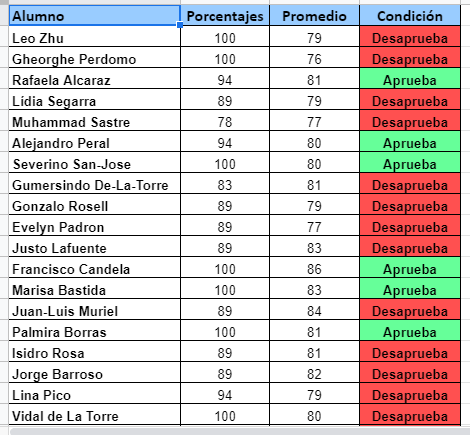 Alumno Porcentajes Promedio Condición
Leo Zhu 100 79 Desaprueba
Gheorghe Perdomo 100 76 Desaprueba
Rafaela Alcaraz 94 81 Aprueba
Lídia Segarra 89 79 Desaprueba
Muhammad Sastre 78 77 Desaprueba
Alejandro Peral 94 80 Aprueba
Severino San-Jose 100 80 Aprueba
Gumersindo De-La-Torre 83 81 Desaprueba
Gonzalo Rosell 89 79 Desaprueba
Evelyn Padron 89 77 Desaprueba
Justo Lafuente 89 83 Desaprueba
Francisco Candela 100 86 Aprueba
Marisa Bastida 100 83 Aprueba
Juan-Luis Muriel 89 84 Desaprueba
Palmira Borras 100 81 Aprueba
Isidro Rosa 89 81 Desaprueba
Jorge Barroso 89 82 Desaprueba
Lina Pico 94 79 Desaprueba
Vidal de La Torre 100 80 Desaprueba